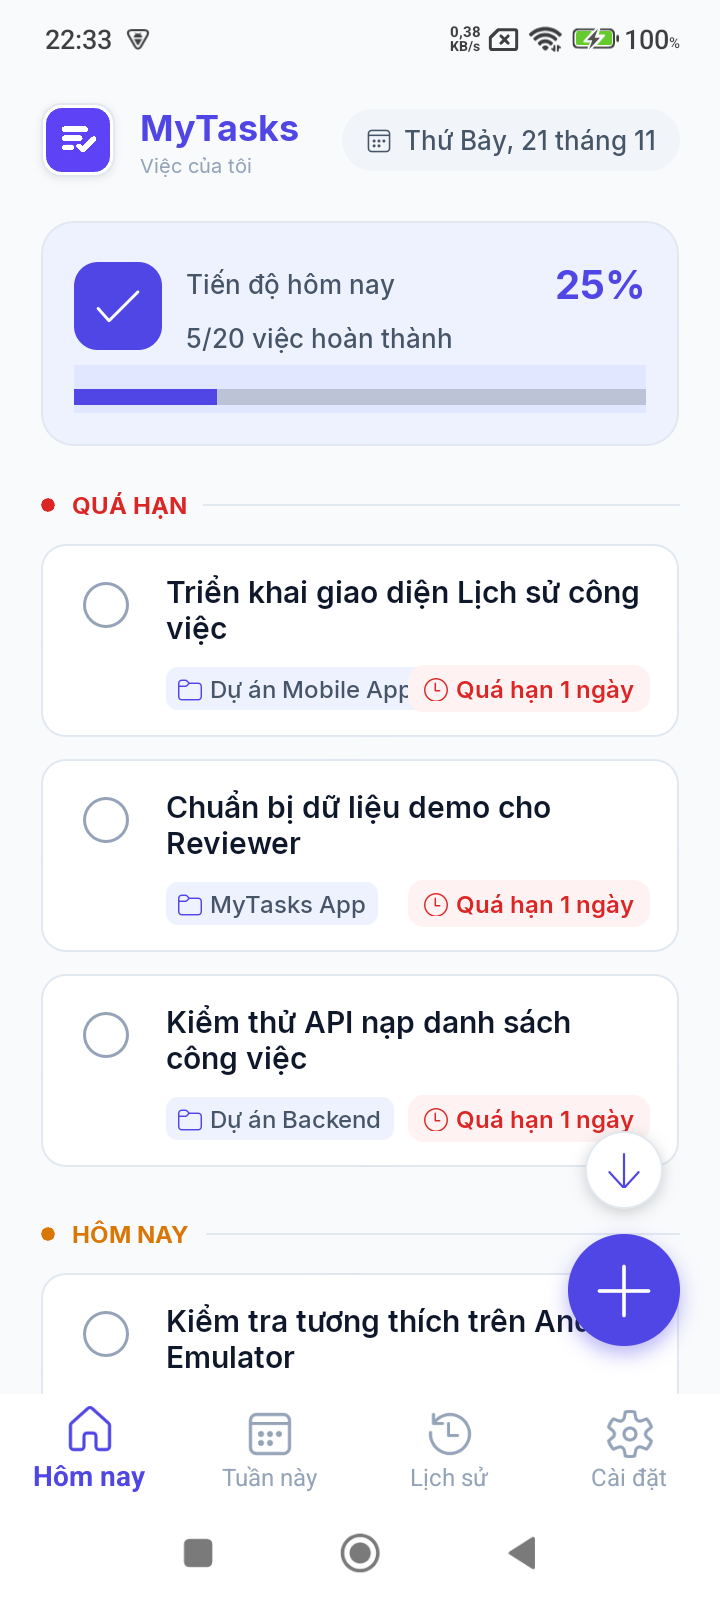 22:33
0,38
KB/s
100%
MyTasks
Việc của tôi
Thứ Bảy, 21 tháng 11
Tiến độ hôm nay
25%
5/20 việc hoàn thành
QUÁ HẠN
Triển khai giao diện Lịch sử công
việc
Dự án Mobile App
Quá hạn 1 ngày
Chuẩn bị dữ liệu demo cho
Reviewer
MyTasks App
Quá hạn 1 ngày
Kiểm thử API nạp danh sách
công việc
Dự án Backend
Quá hạn 1 ngày
HÔM NAY
Kiểm tra tương thích trên
Emulator
Hôm nay
Tuần này
Lịch sử
Cài đặt